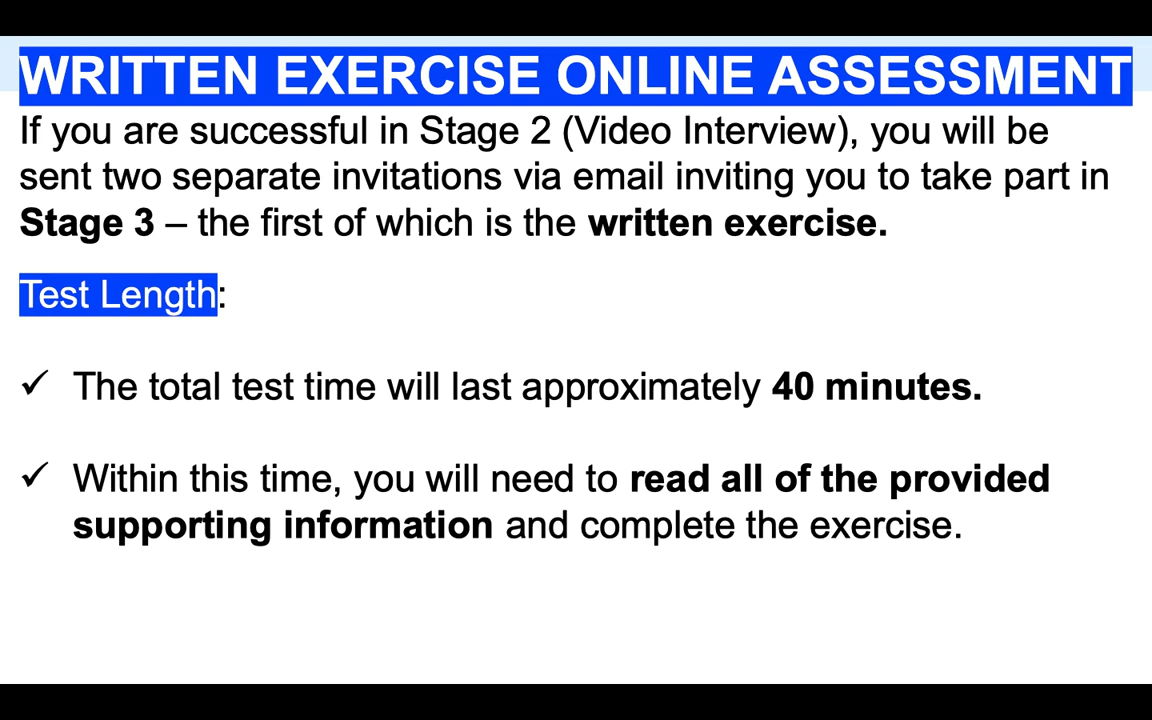 WRITTEN EXERCISE ONLINE ASSESSMENT
If you are successful in Stage 2 (Video Interview), you will be
sent two separate invitations via email inviting you to take part in
Stage 3 – the first of which is the written exercise.
Test Length:
✓ The total test time will last approximately 40 minutes.
✓ Within this time, you will need to read all of the provided
supporting information and complete the exercise.